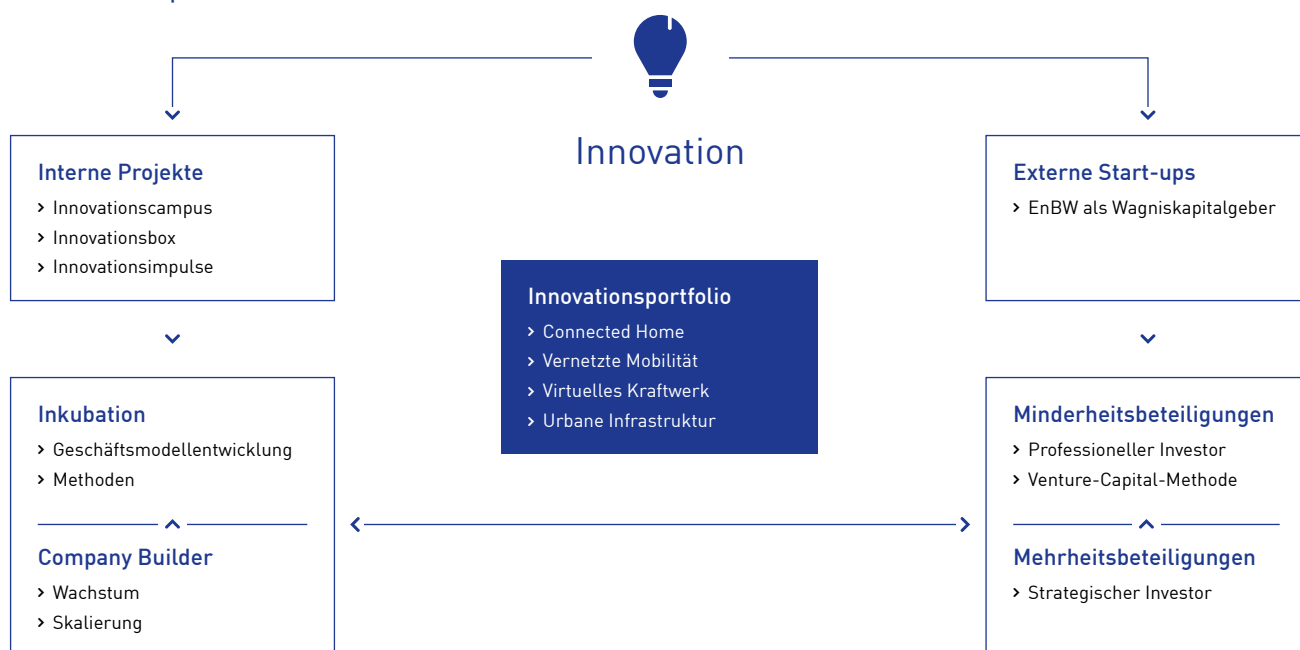 Innovation
Interne Projekte
Innovationscampus
Innovationsbox
Innovationsimpulse
Externe Start-ups
EnBW als Wagniskapitalgeber
Innovationsportfolio
Connected Home
Vernetzte Mobilität
Virtuelles Kraftwerk
Urbane Infrastruktur
Inkubation
Geschäftsmodellentwicklung
Methoden
Company Builder
Wachstum
Skalierung
Minderheitsbeteiligungen
Professioneller Investor
Venture-Capital-Methode
Mehrheitsbeteiligungen
Strategischer Investor